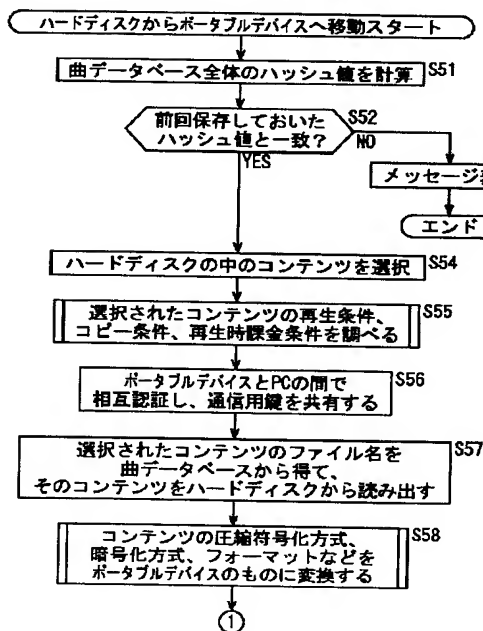 ハードディスクからポータブルデバイスへ移動スタート
曲データベース全体のハッシュ値を計算 S51
前回保存しておいた S52
ハッシュ値と一致?
NO
YES
メッセージ
エンド
ハードディスクの中のコンテンツを選択 S54
選択されたコンテンツの再生条件、 S55
コピー条件、再生時課金条件を調べる
ポータブルデバイスとPCの間で S56
相互認証し、通信用鍵を共有する
選択されたコンテンツのファイル名を S57
曲データベースから得て、
そのコンテンツをハードディスクから読み出す
コンテンツの圧縮符号化方式、 S58
暗号化方式、フォーマットなどを
ポータブルデバイスのものに変換する
1